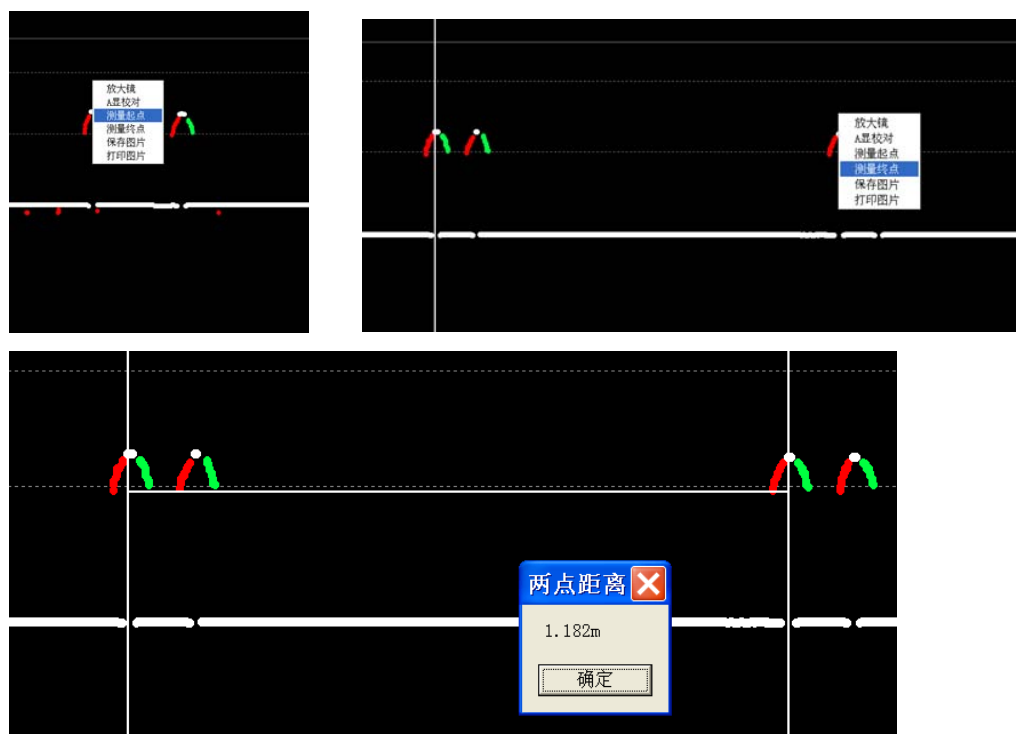 放大镜
A显校对
测量起点
测量终点
保存图片
打印图片
放大镜
A显校对
测量起点
测量终点
保存图片
打印图片
两点距离
1.182m
确定